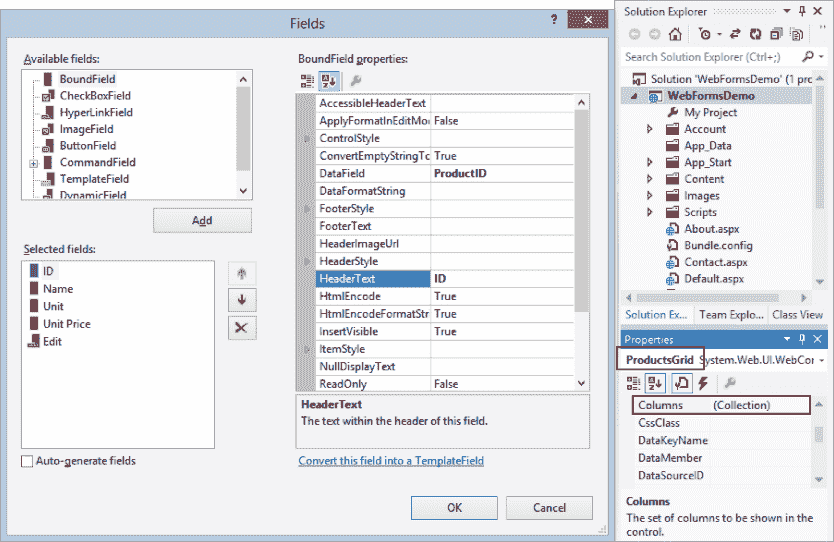 Fields
?
Available fields:
BoundField
CheckBoxField
HyperLinkField
ImageField
ButtonField
CommandField
TemplateField
DynamicField
Add
Selected fields:
ID
Name
Unit
Unit Price
Edit
Auto-generate fields
BoundField properties:
AccessibleHeaderText
ApplyFormatInEditMod False
ControlStyle
ConvertEmptyStringTo True
DataField ProductID
DataFormatString
FooterStyle
FooterText
HeaderImageUrl
HeaderStyle
HeaderText ID
HtmlEncode True
HtmlEncodeFormatStr True
InsertVisible True
ItemStyle
NullDisplayText
ReadOnly False
HeaderText
The text within the header of this field.
Convert this field into a TemplateField
OK Cancel
Solution Explorer
Search Solution Explorer (Ctrl+;)
Solution 'WebFormsDemo' (1 pro
WebFormsDemo
My Project
Account
App_Data
App_Start
Content
Images
Scripts
About.aspx
Bundle.config
Contact.aspx
Default.aspx
Solution Ex... Team Explo... Class View
Properties
ProductsGrid System.Web.UI.WebCor
Columns (Collection)
CssClass
DataKeyName
DataMember
DataSourceID
Columns
The set of columns to be shown in the
control.